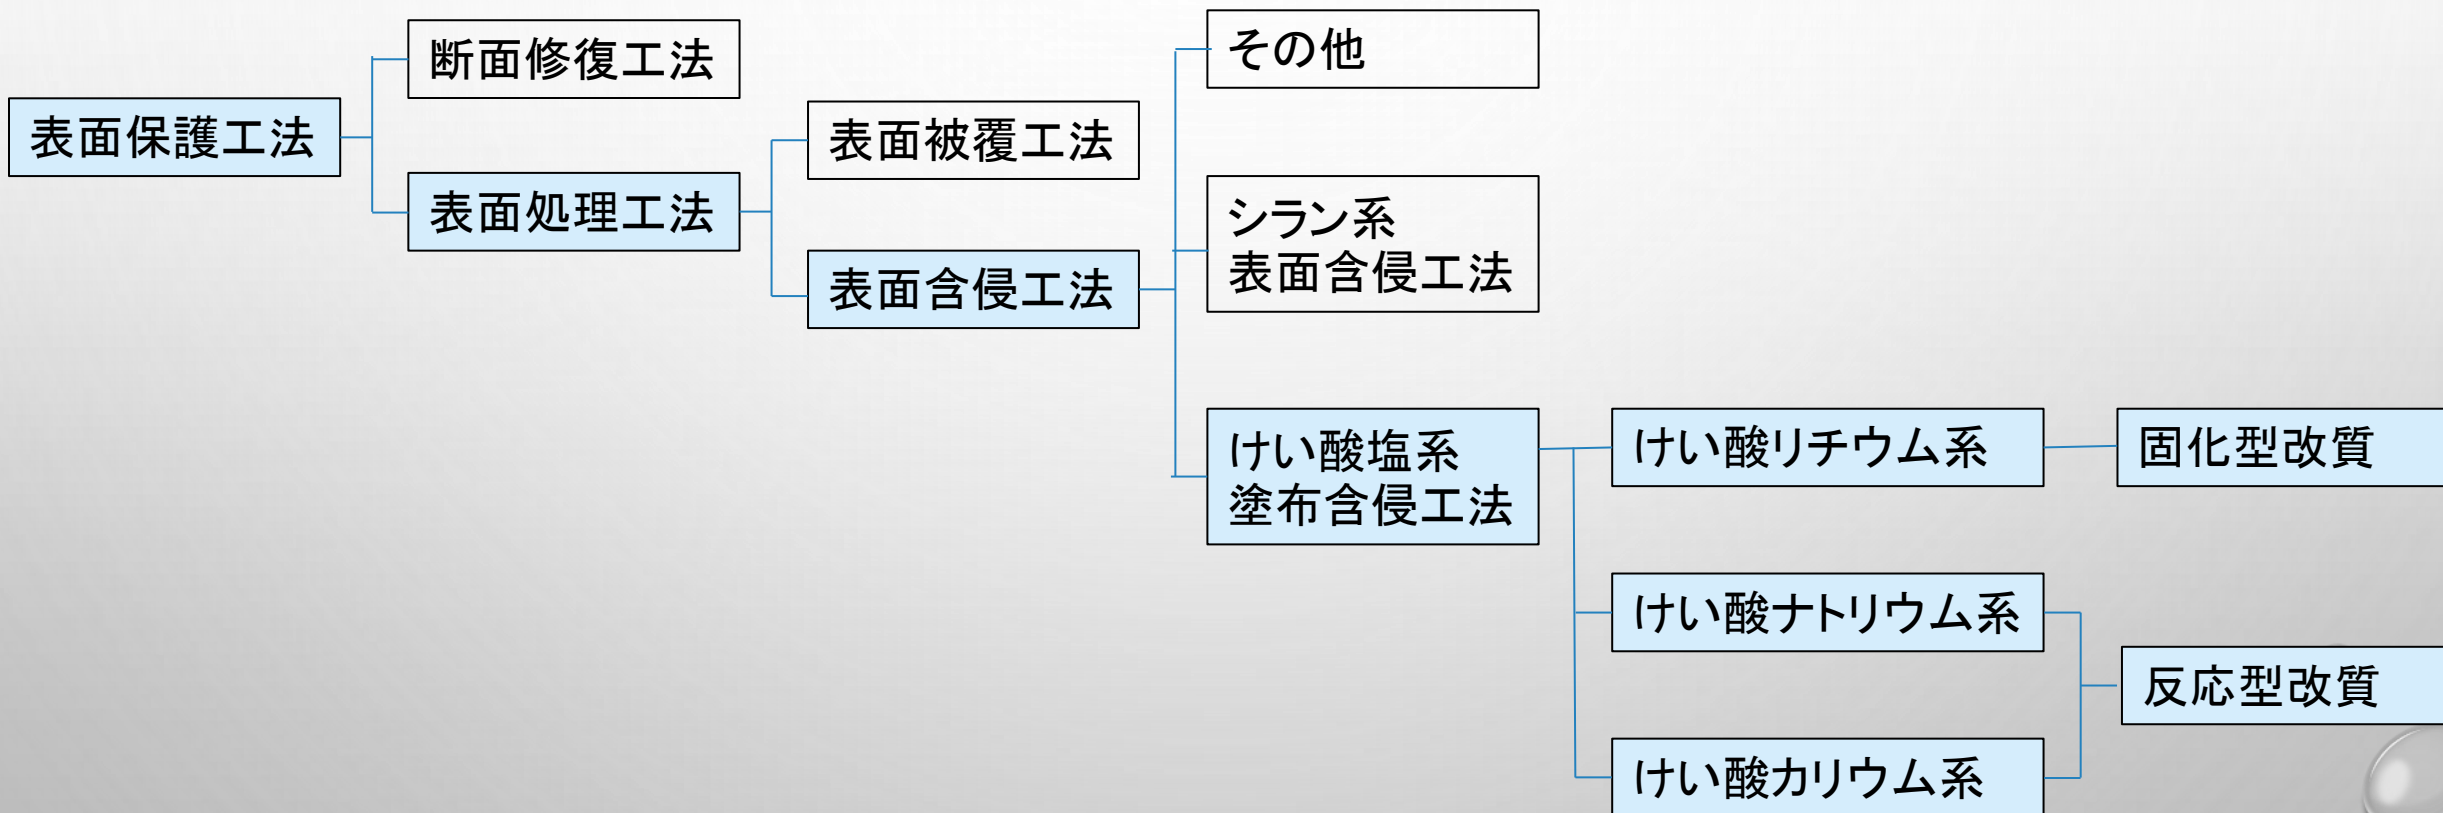 表面保護工法
断面修復工法
表面処理工法
表面被覆工法
表面含侵工法
その他
シラン系
表面含侵工法
けい酸塩系
塗布含侵工法
けい酸リチウム系
固化型改質
けい酸ナトリウム系
反応型改質
けい酸カリウム系